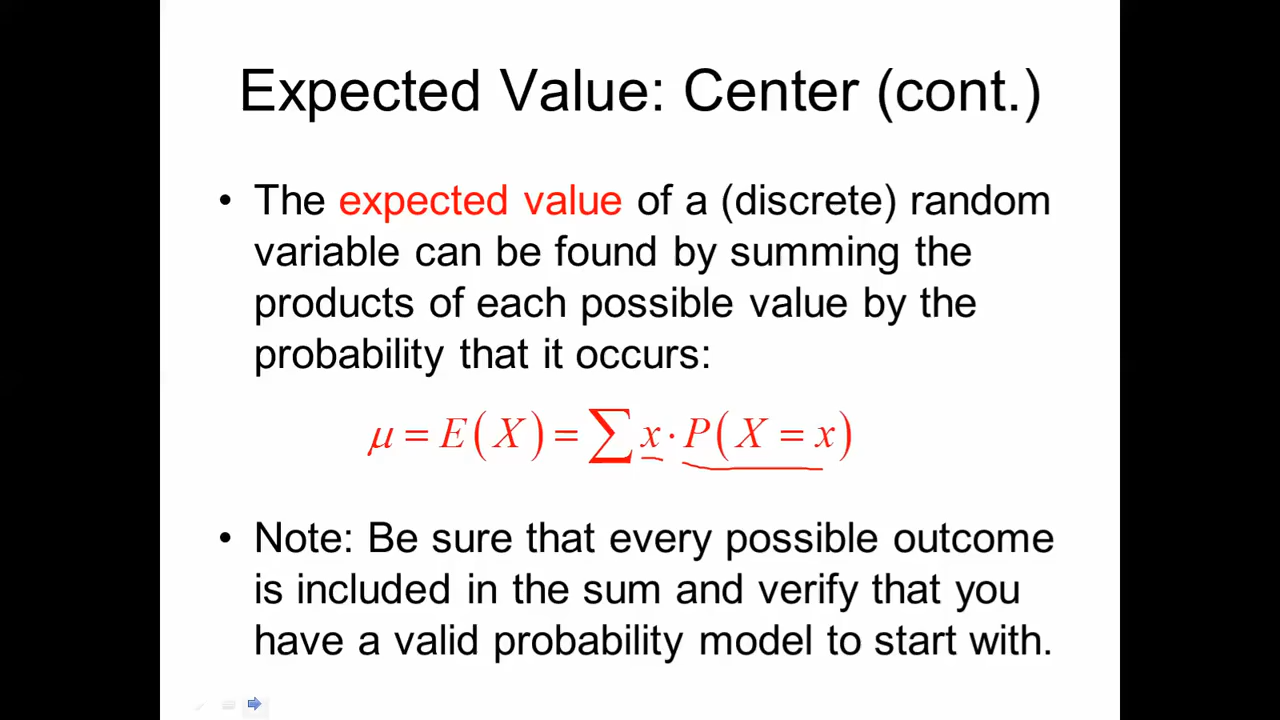 Expected Value: Center (cont.)
• The expected value of a (discrete) random
variable can be found by summing the
products of each possible value by the
probability that it occurs:
μ = E(X) = ∑ x · P(X = x)
• Note: Be sure that every possible outcome
is included in the sum and verify that you
have a valid probability model to start with.